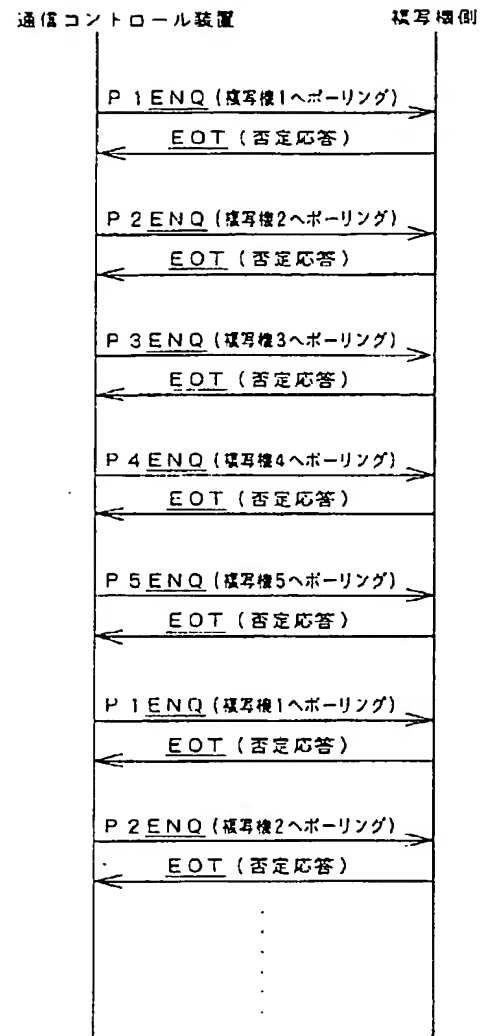 通信コントロール装置 複写機側
P1ENQ(複写機1へポーリング)
EOT(否定応答)
P2ENQ(複写機2へポーリング)
EOT(否定応答)
P3ENQ(複写機3へポーリング)
EOT(否定応答)
P4ENQ(複写機4へポーリング)
EOT(否定応答)
P5ENQ(複写機5へポーリング)
EOT(否定応答)
P1ENQ(複写機1へポーリング)
EOT(否定応答)
P2ENQ(複写機2へポーリング)
EOT(否定応答)